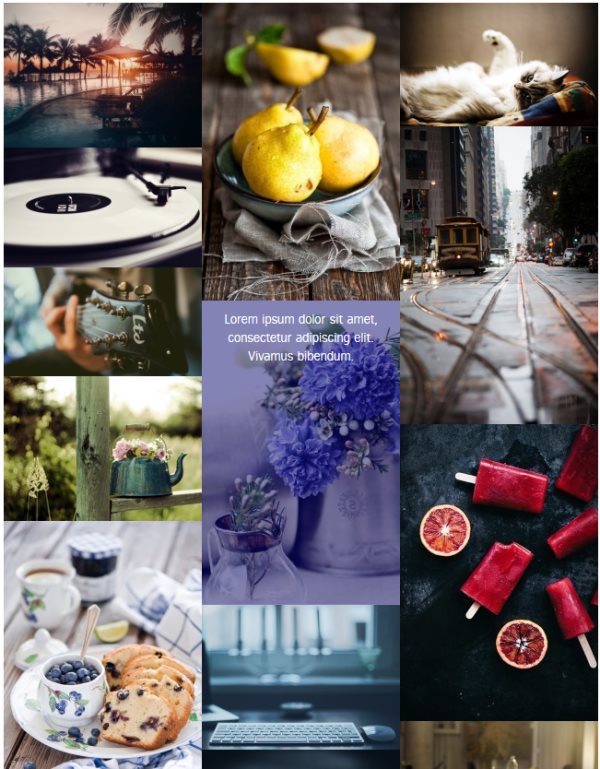 Lorem ipsum dolor sit amet,
consectetur adipiscing elit.
Vivamus bibendum.